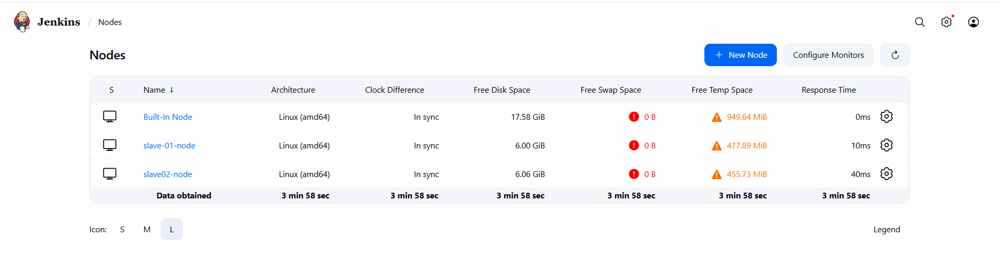 Jenkins / Nodes
Nodes
+ New Node Configure Monitors
S Name ↓ Architecture Clock Difference Free Disk Space Free Swap Space Free Temp Space Response Time
Built-In Node Linux (amd64) In sync 17.58 GiB 0 B 949.64 MiB 0ms
slave-01-node Linux (amd64) In sync 6.00 GiB 0 B 477.89 MiB 10ms
slave02-node Linux (amd64) In sync 6.06 GiB 0 B 455.73 MiB 40ms
Data obtained 3 min 58 sec 3 min 58 sec 3 min 58 sec 3 min 58 sec 3 min 58 sec 3 min 58 sec
Icon: S M L Legend